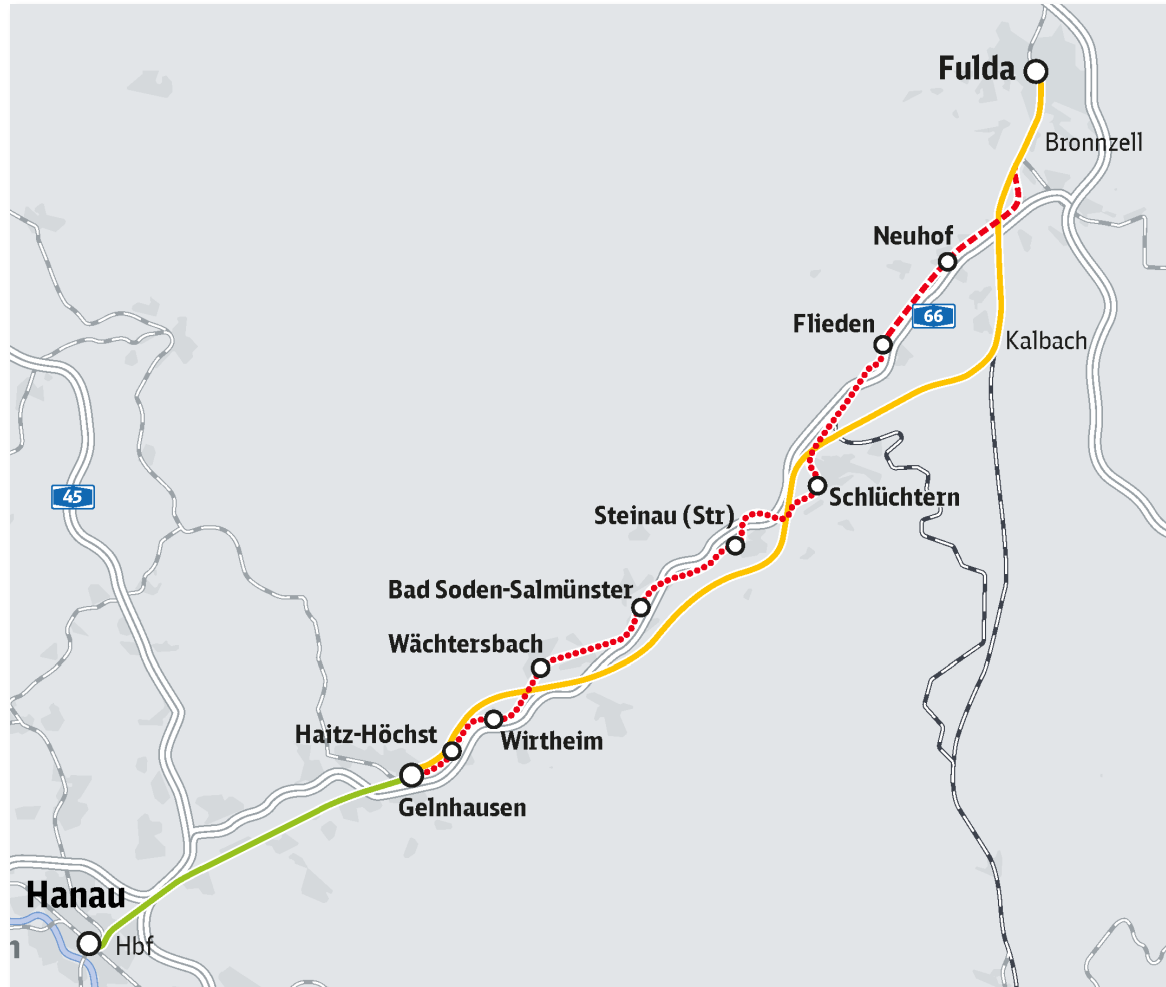 Fulda
Bronnzell
Neuhof
66
Flieden
Kalbach
45
Schlüchtern
Steinau (Str)
Bad Soden-Salmünster
Wächtersbach
Haitz-Höchst
Wirtheim
Gelnhausen
Hanau
Hbf